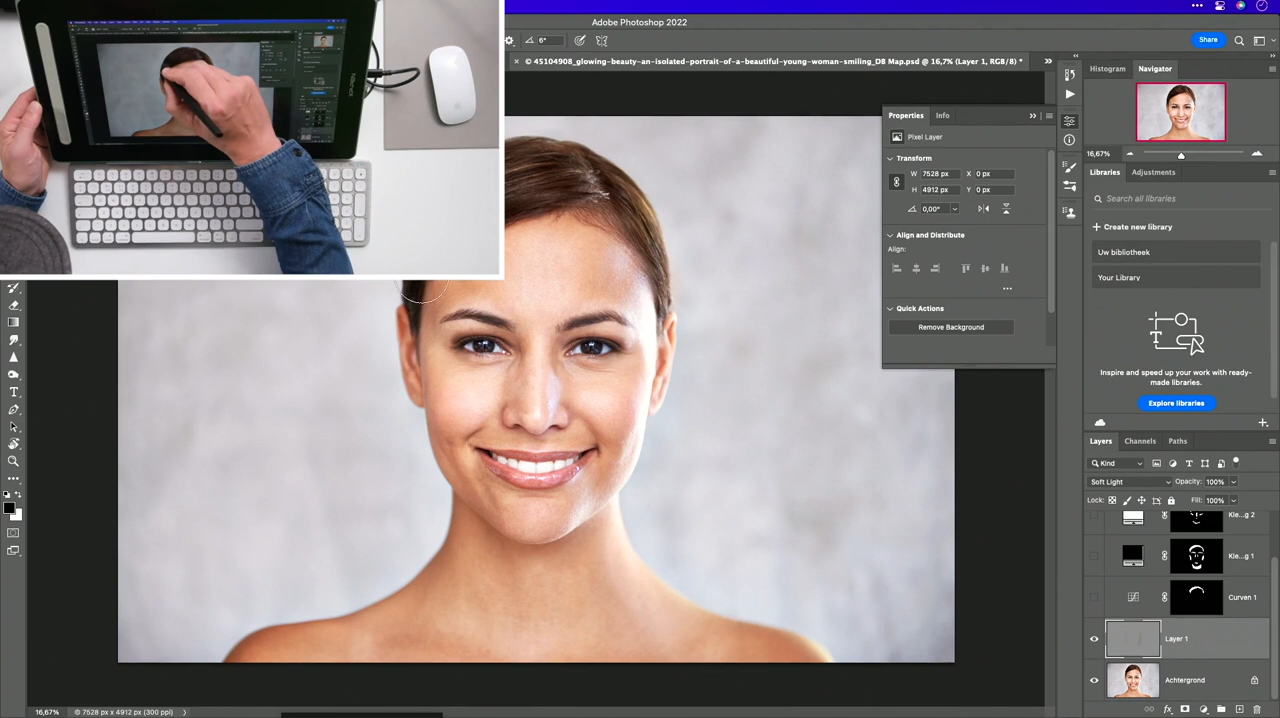 Adobe Photoshop 2022
6°
Share
© 45104908_glowing-beauty-an-isolated-portrait-of-a-beautiful-young-woman-smiling_DB Map.psd @ 16,7% (Layer 1, RGB/8) *
Histogram
Navigator
16,67%
Properties
Info
Pixel Layer
Transform
W 7528 px X 0 px
H 4912 px Y 0 px
0,00°
Align and Distribute
Align:
Quick Actions
Remove Background
Libraries
Adjustments
Search all libraries
+ Create new library
Uw bibliotheek
Your Library
Inspire and speed up your work with ready-
made libraries.
Explore libraries
Layers
Channels
Paths
Kind
Soft Light
Opacity: 100%
Lock:
Fill: 100%
Kle...g 2
Kle...g 1
Curven 1
Layer 1
Achtergrond
16,67%
© 7528 px x 4912 px (300 ppi)